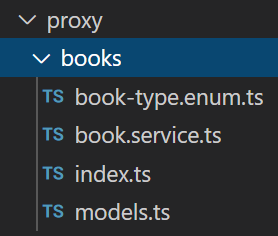 proxy
books
TS book-type.enum.ts
TS book.service.ts
TS index.ts
TS models.ts